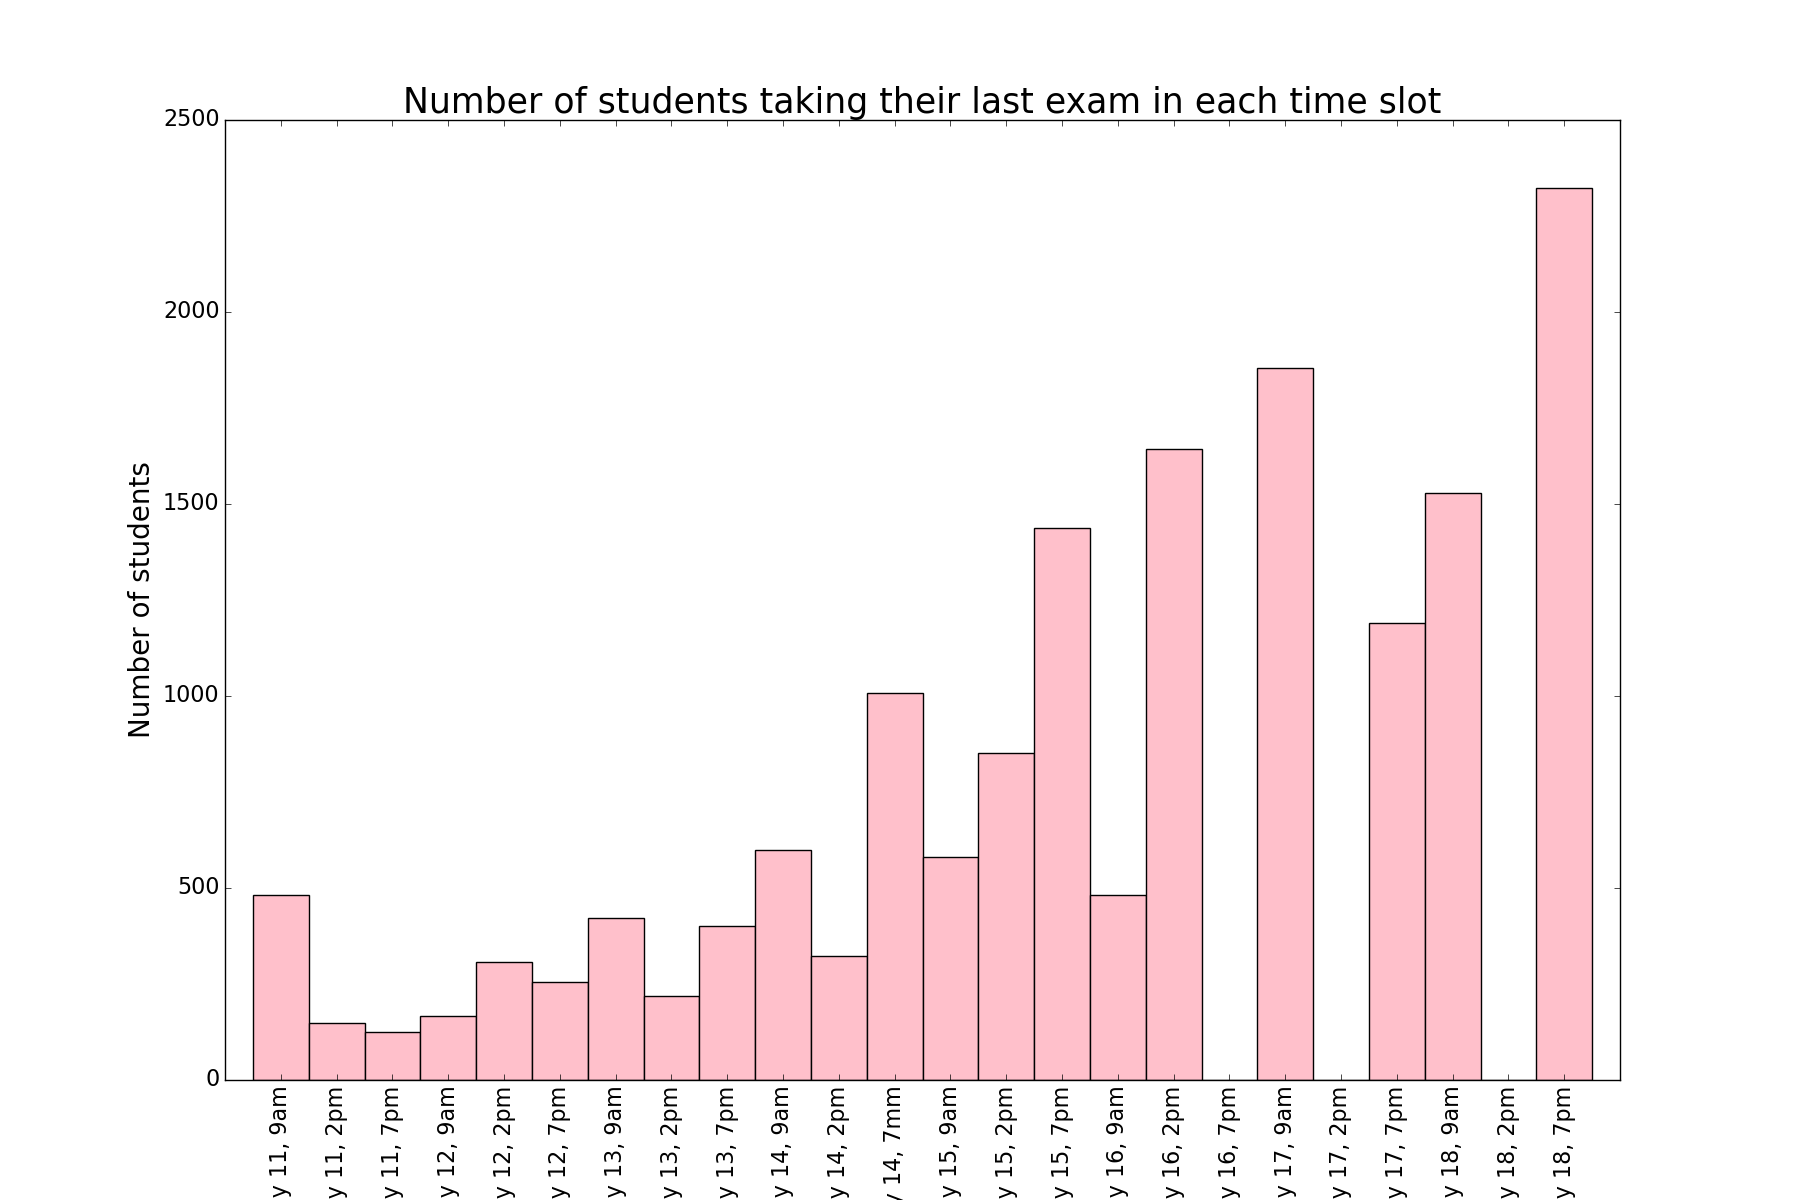 Number of students taking their last exam in each time slot
Number of students
2500
2000
1500
1000
500
0
y 11, 9am
y 11, 2pm
y 11, 7pm
y 12, 9am
y 12, 2pm
y 12, 7pm
y 13, 9am
y 13, 2pm
y 13, 7pm
y 14, 9am
y 14, 2pm
y 14, 7mm
y 15, 9am
y 15, 2pm
y 15, 7pm
y 16, 9am
y 16, 2pm
y 16, 7pm
y 17, 9am
y 17, 2pm
y 17, 7pm
y 18, 9am
y 18, 2pm
y 18, 7pm